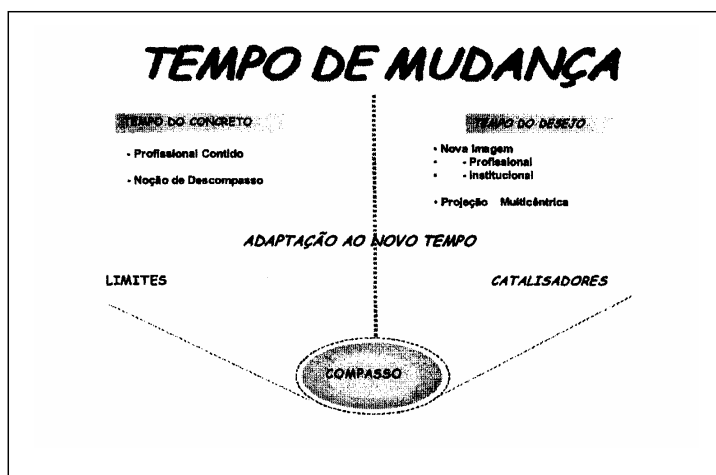 TEMPO DE MUDANÇA
TEMPO DO CONCRETO
- Profissional Contido
- Noção de Descompasso
TEMPO DO DESEJO
• Nova Imagem
• - Profissional
• - Institucional
• Projeção Multicêntrica
ADAPTAÇÃO AO NOVO TEMPO
LIMITES
CATALISADORES
COMPASSO